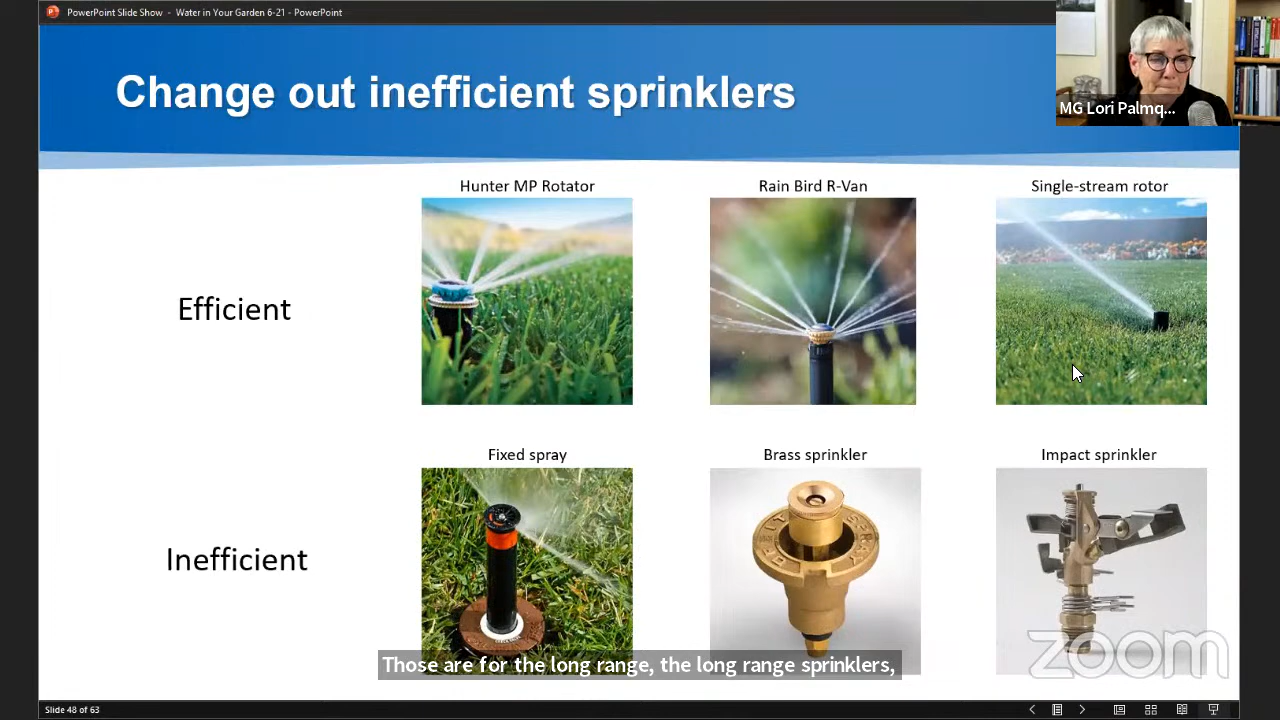 PowerPoint Slide Show - Water in Your Garden 6-21 - PowerPoint
Change out inefficient sprinklers
MG Lori Palmq...
Hunter MP Rotator
Rain Bird R-Van
Single-stream rotor
Efficient
Fixed spray
Brass sprinkler
Impact sprinkler
Inefficient
Those are for the long range, the long range sprinklers,
zoom
Slide 48 of 63